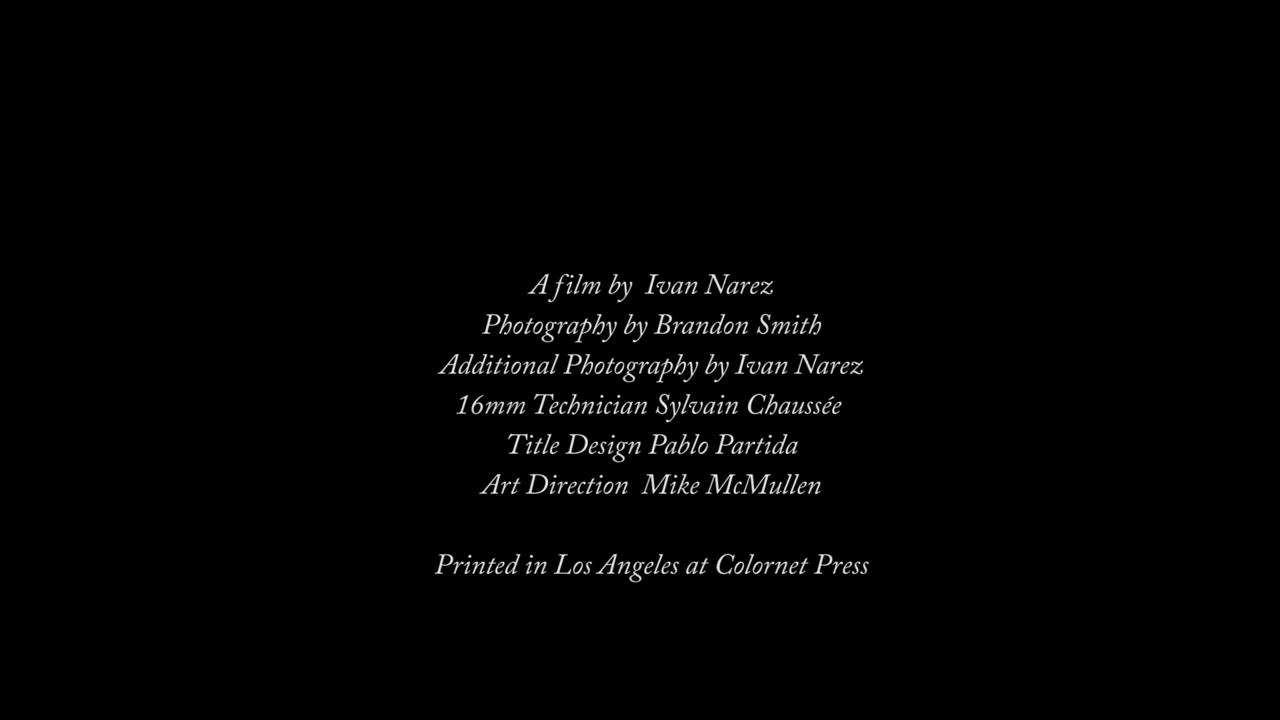 A film by Ivan Narez
Photography by Brandon Smith
Additional Photography by Ivan Narez
16mm Technician Sylvain Chaussée
Title Design Pablo Partida
Art Direction Mike McMullen
Printed in Los Angeles at Colornet Press